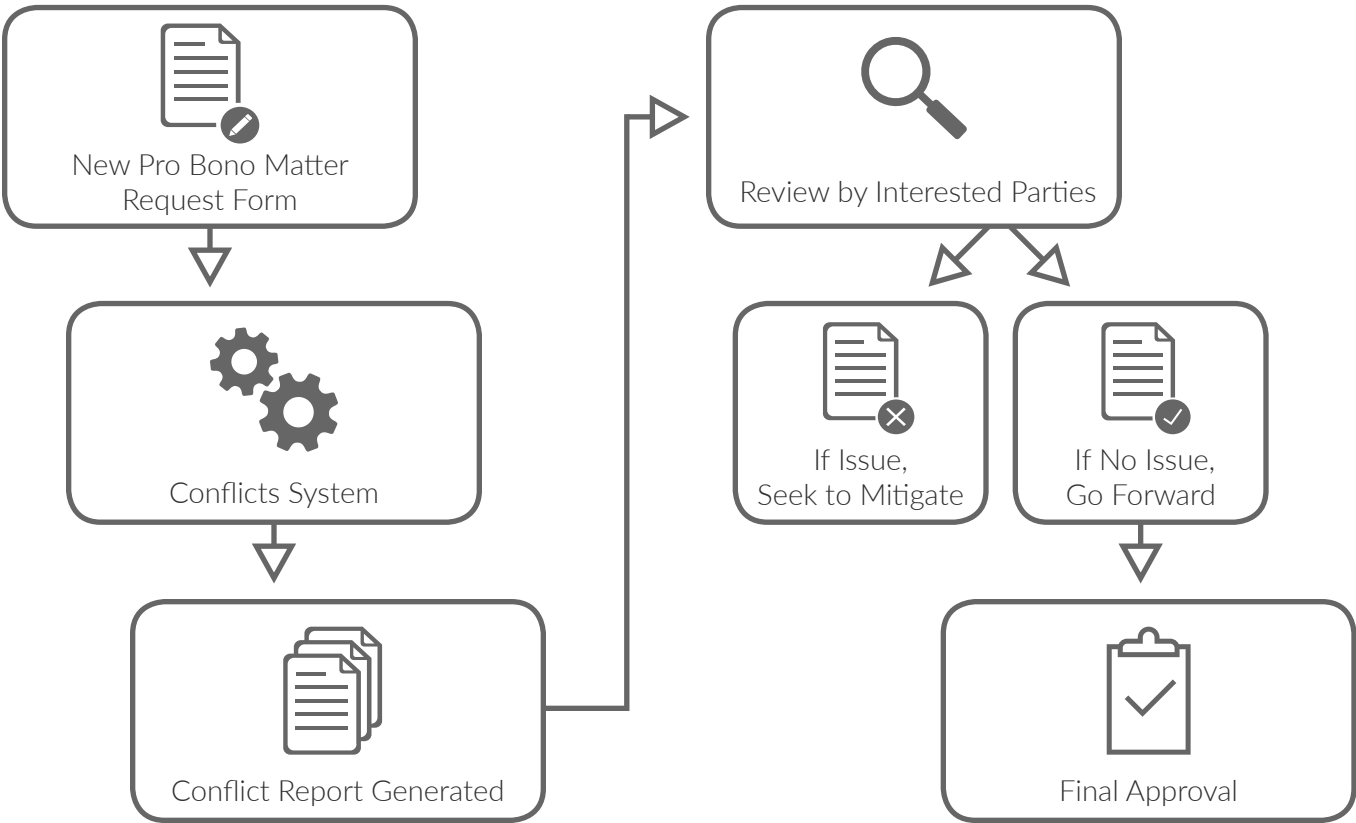 New Pro Bono Matter
Request Form
Conflicts System
Conflict Report Generated
Review by Interested Parties
If Issue,
Seek to Mitigate
If No Issue,
Go Forward
Final Approval